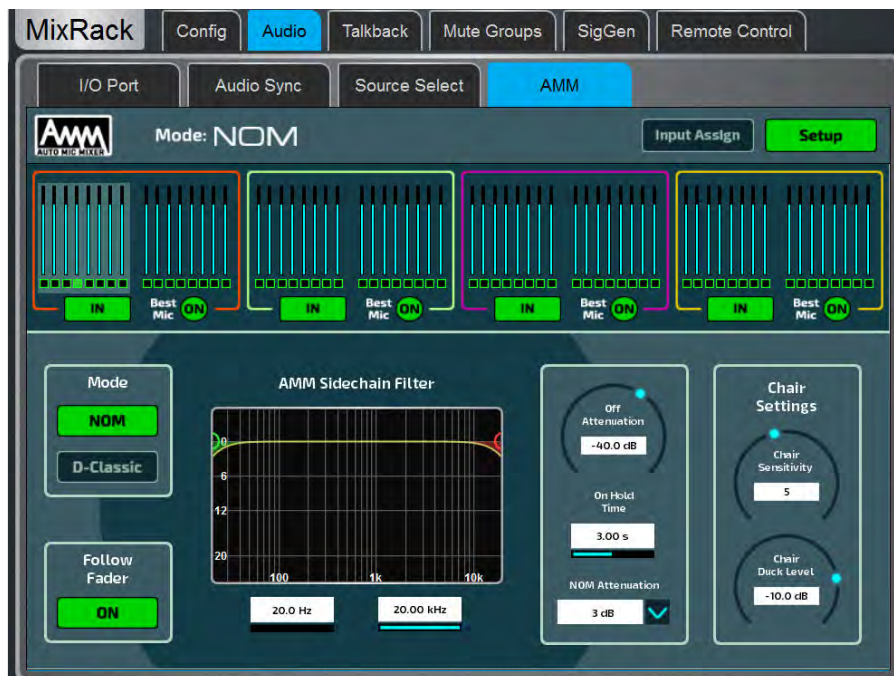 MixRack
Config
Audio
Talkback
Mute Groups
SigGen
Remote Control
I/O Port
Audio Sync
Source Select
AMM
AMM
AUTO MIC MIXER
Mode: NOM
Input Assign
Setup
IN
Best
Mic
ON
IN
Best
Mic
ON
IN
Best
Mic
ON
IN
Best
Mic
ON
Mode
NOM
D-Classic
Follow
Fader
ON
AMM Sidechain Filter
0
6
12
20
100
1k
10k
20.0 Hz
20.00 kHz
Off
Attenuation
-40.0 dB
On Hold
Time
3.00 s
NOM Attenuation
3 dB
Chair
Settings
Chair
Sensitivity
5
Chair
Duck Level
-10.0 dB